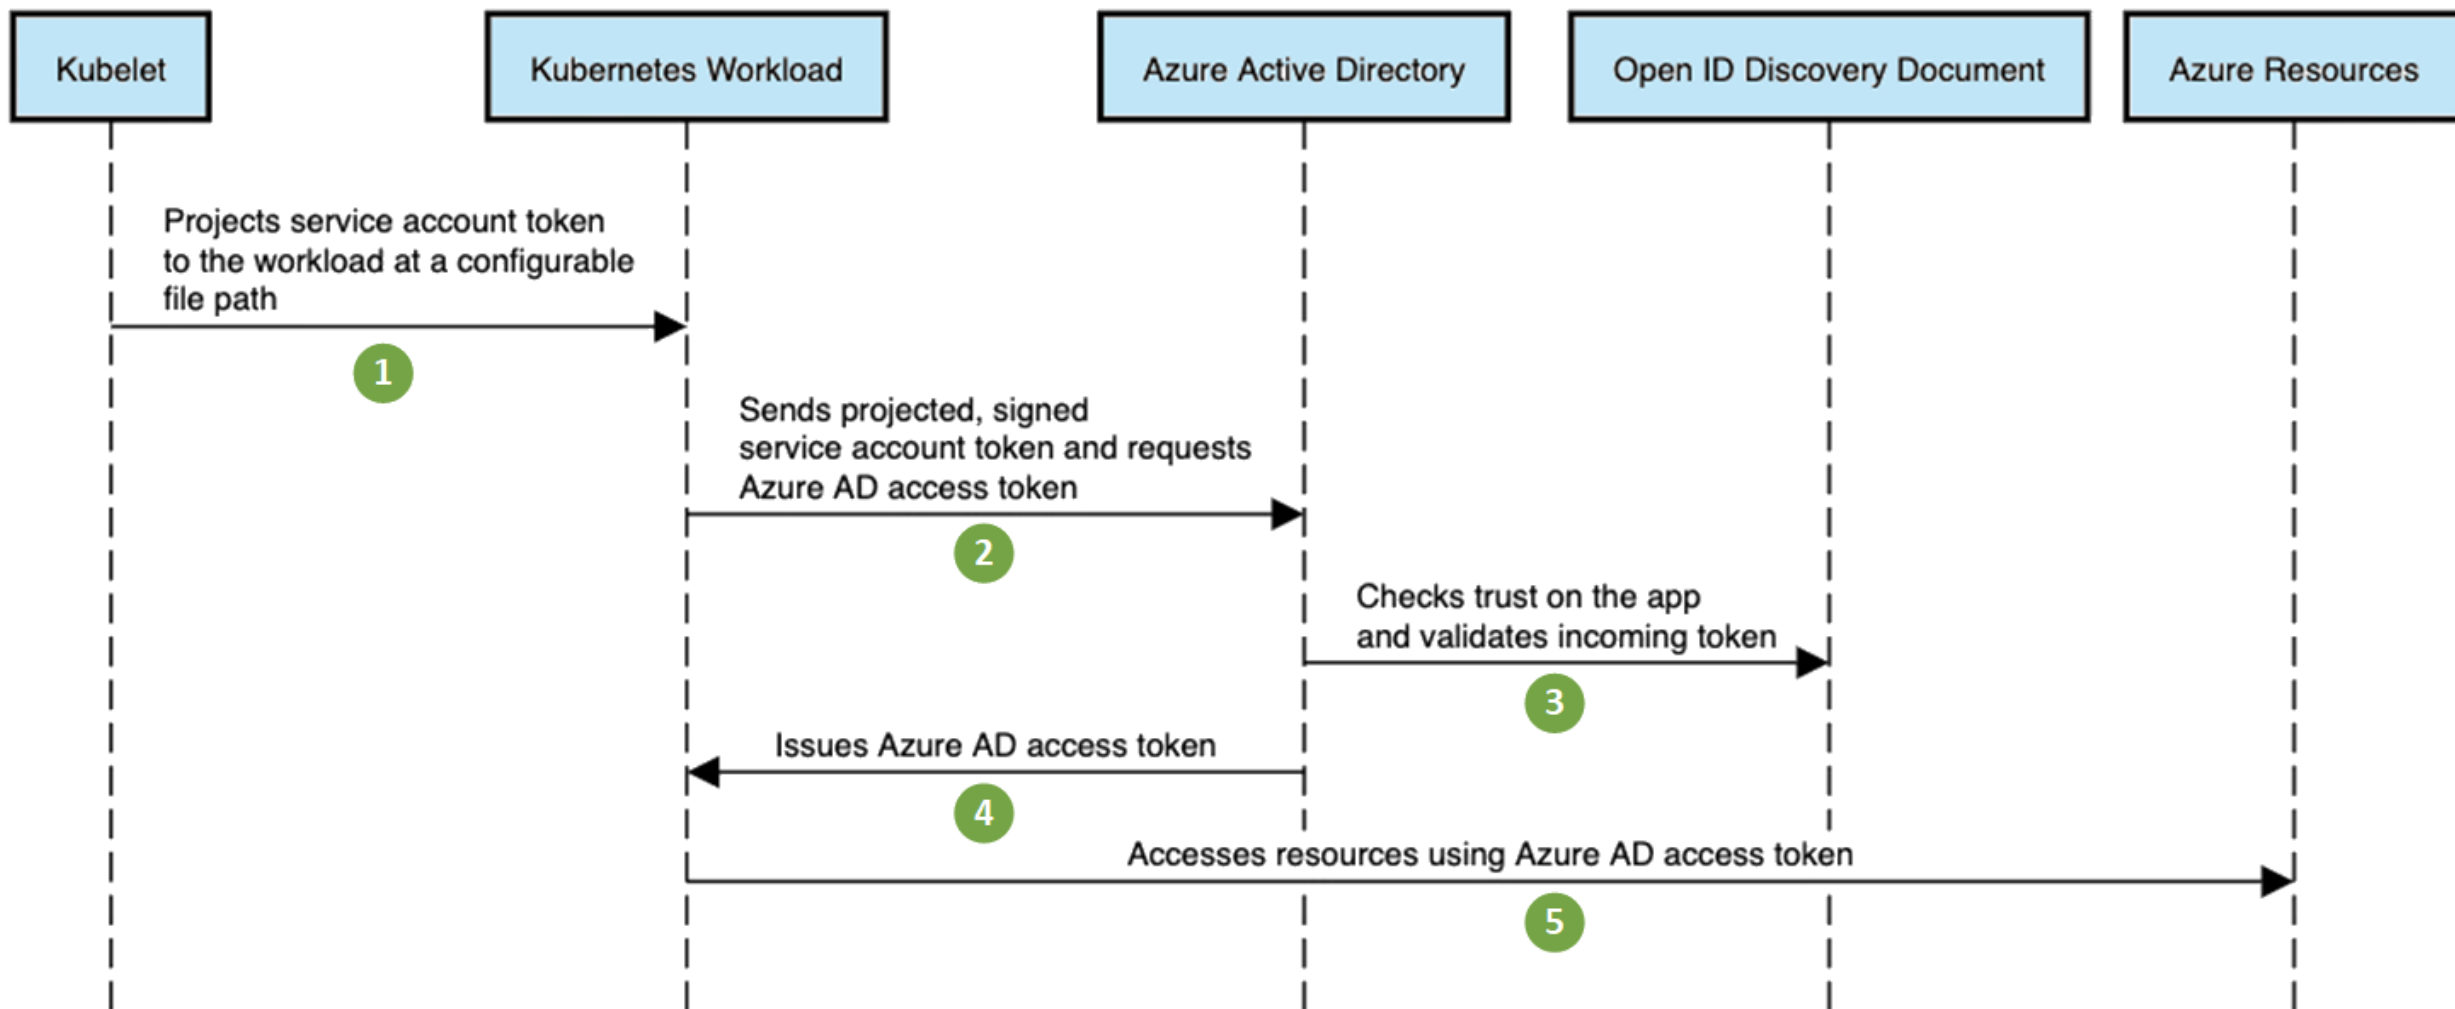 Kubelet
Kubernetes Workload
Azure Active Directory
Open ID Discovery Document
Azure Resources
Projects service account token
to the workload at a configurable
file path
1
Sends projected, signed
service account token and requests
Azure AD access token
2
Checks trust on the app
and validates incoming token
3
Issues Azure AD access token
4
Accesses resources using Azure AD access token
5